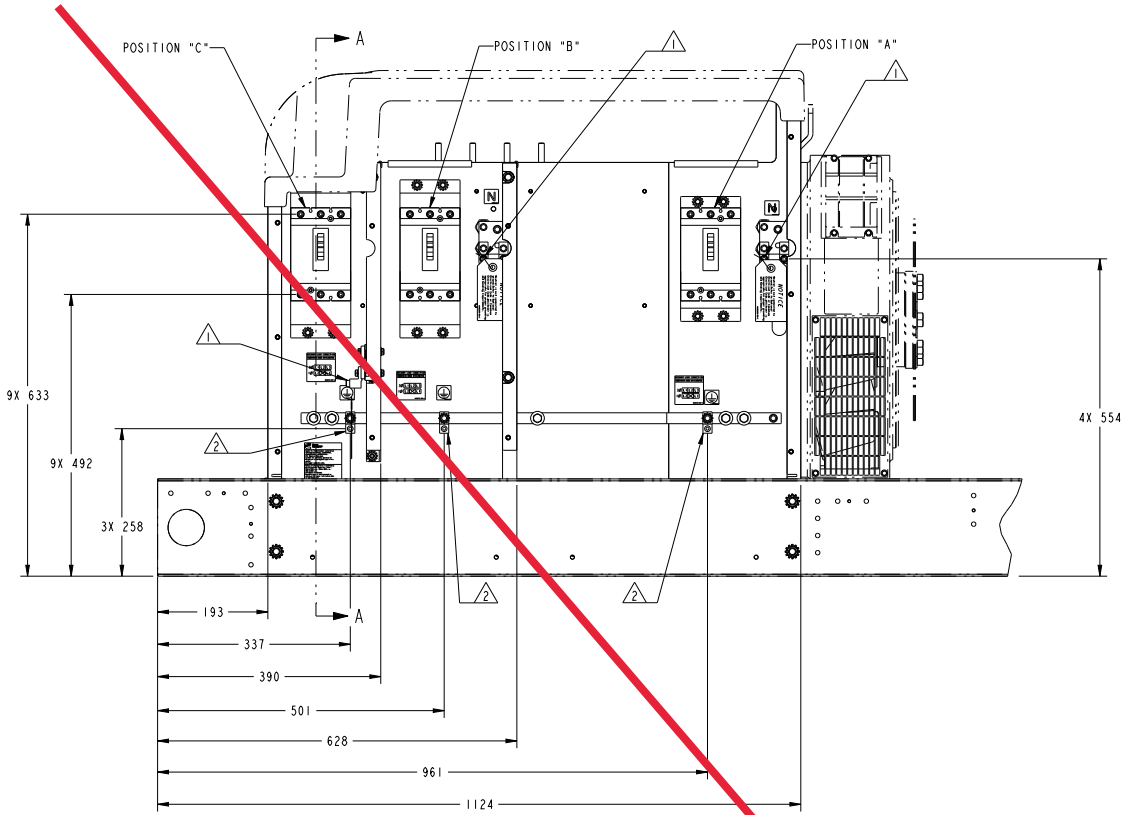 POSITION "C"
A
POSITION "B"
1
POSITION "A"
1
N
N
NOTICE
NOTICE
9X 633
9X 492
3X 258
4X 554
1
2
2
2
193
A
337
390
501
628
961
1124